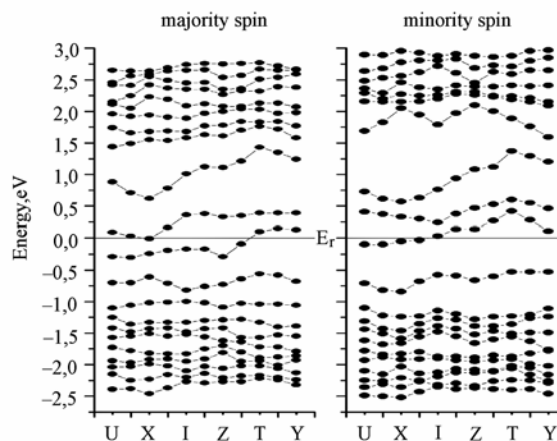 majority spin
minority spin
Energy,eV
3,0
2,5
2,0
1,5
1,0
0,5
0,0
−0,5
−1,0
−1,5
−2,0
−2,5
E_r
U X I Z T Y
U X I Z T Y